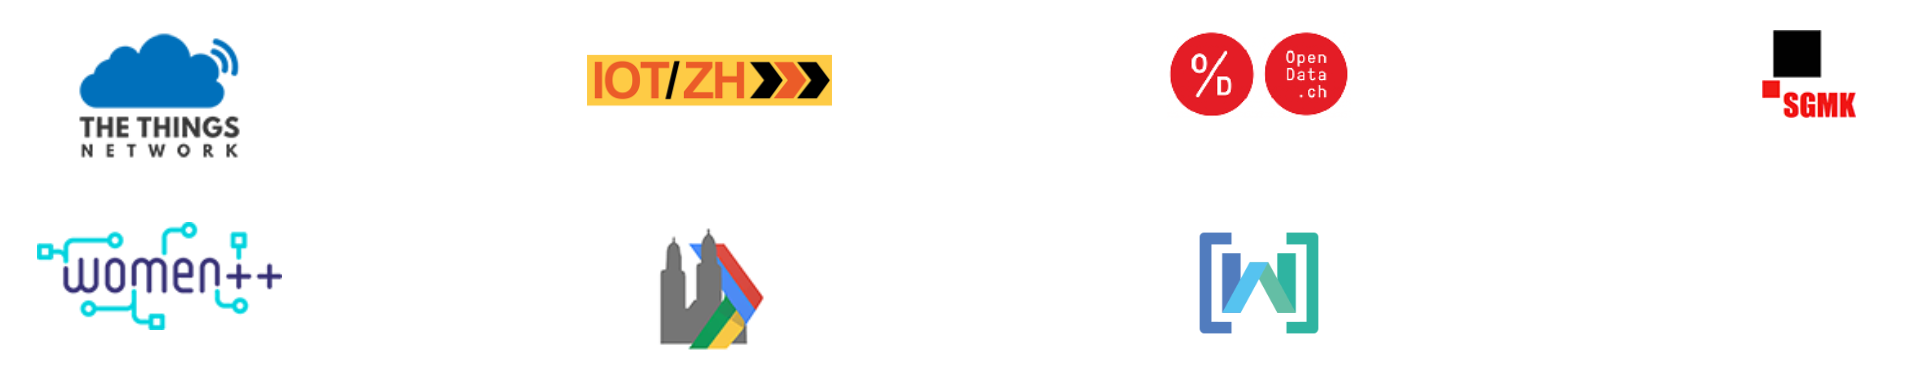 THE THINGS
NETWORK
IOT/ZH
O/D
Open
Data
.ch
SGMK
women++
[W]